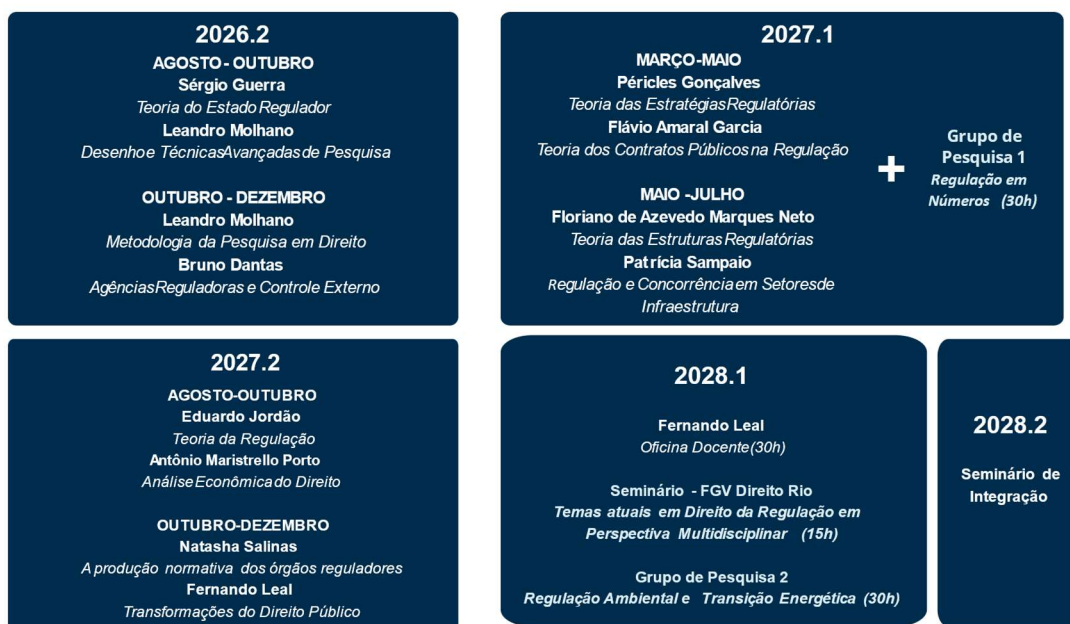 2026.2
AGOSTO - OUTUBRO
Sérgio Guerra
Teoria do Estado Regulador
Leandro Molhano
Desenho e Técnicas Avançadas de Pesquisa
OUTUBRO - DEZEMBRO
Leandro Molhano
Metodologia da Pesquisa em Direito
Bruno Dantas
Agências Reguladoras e Controle Externo
2027.1
MARÇO-MAIO
Péricles Gonçalves
Teoria das Estratégias Regulatórias
Flávio Amaral Garcia
Teoria dos Contratos Públicos na Regulação
MAIO -JULHO
Floriano de Azevedo Marques Neto
Teoria das Estruturas Regulatórias
Patrícia Sampaio
Regulação e Concorrência em Setores de
Infraestrutura
+
Grupo de
Pesquisa 1
Regulação em
Números (30h)
2027.2
AGOSTO-OUTUBRO
Eduardo Jordão
Teoria da Regulação
Antônio Maristrello Porto
Análise Econômica do Direito
OUTUBRO-DEZEMBRO
Natasha Salinas
A produção normativa dos órgãos reguladores
Fernando Leal
Transformações do Direito Público
2028.1
Fernando Leal
Oficina Docente (30h)
Seminário - FGV Direito Rio
Temas atuais em Direito da Regulação em
Perspectiva Multidisciplinar (15h)
Grupo de Pesquisa 2
Regulação Ambiental e Transição Energética (30h)
2028.2
Seminário de
Integração